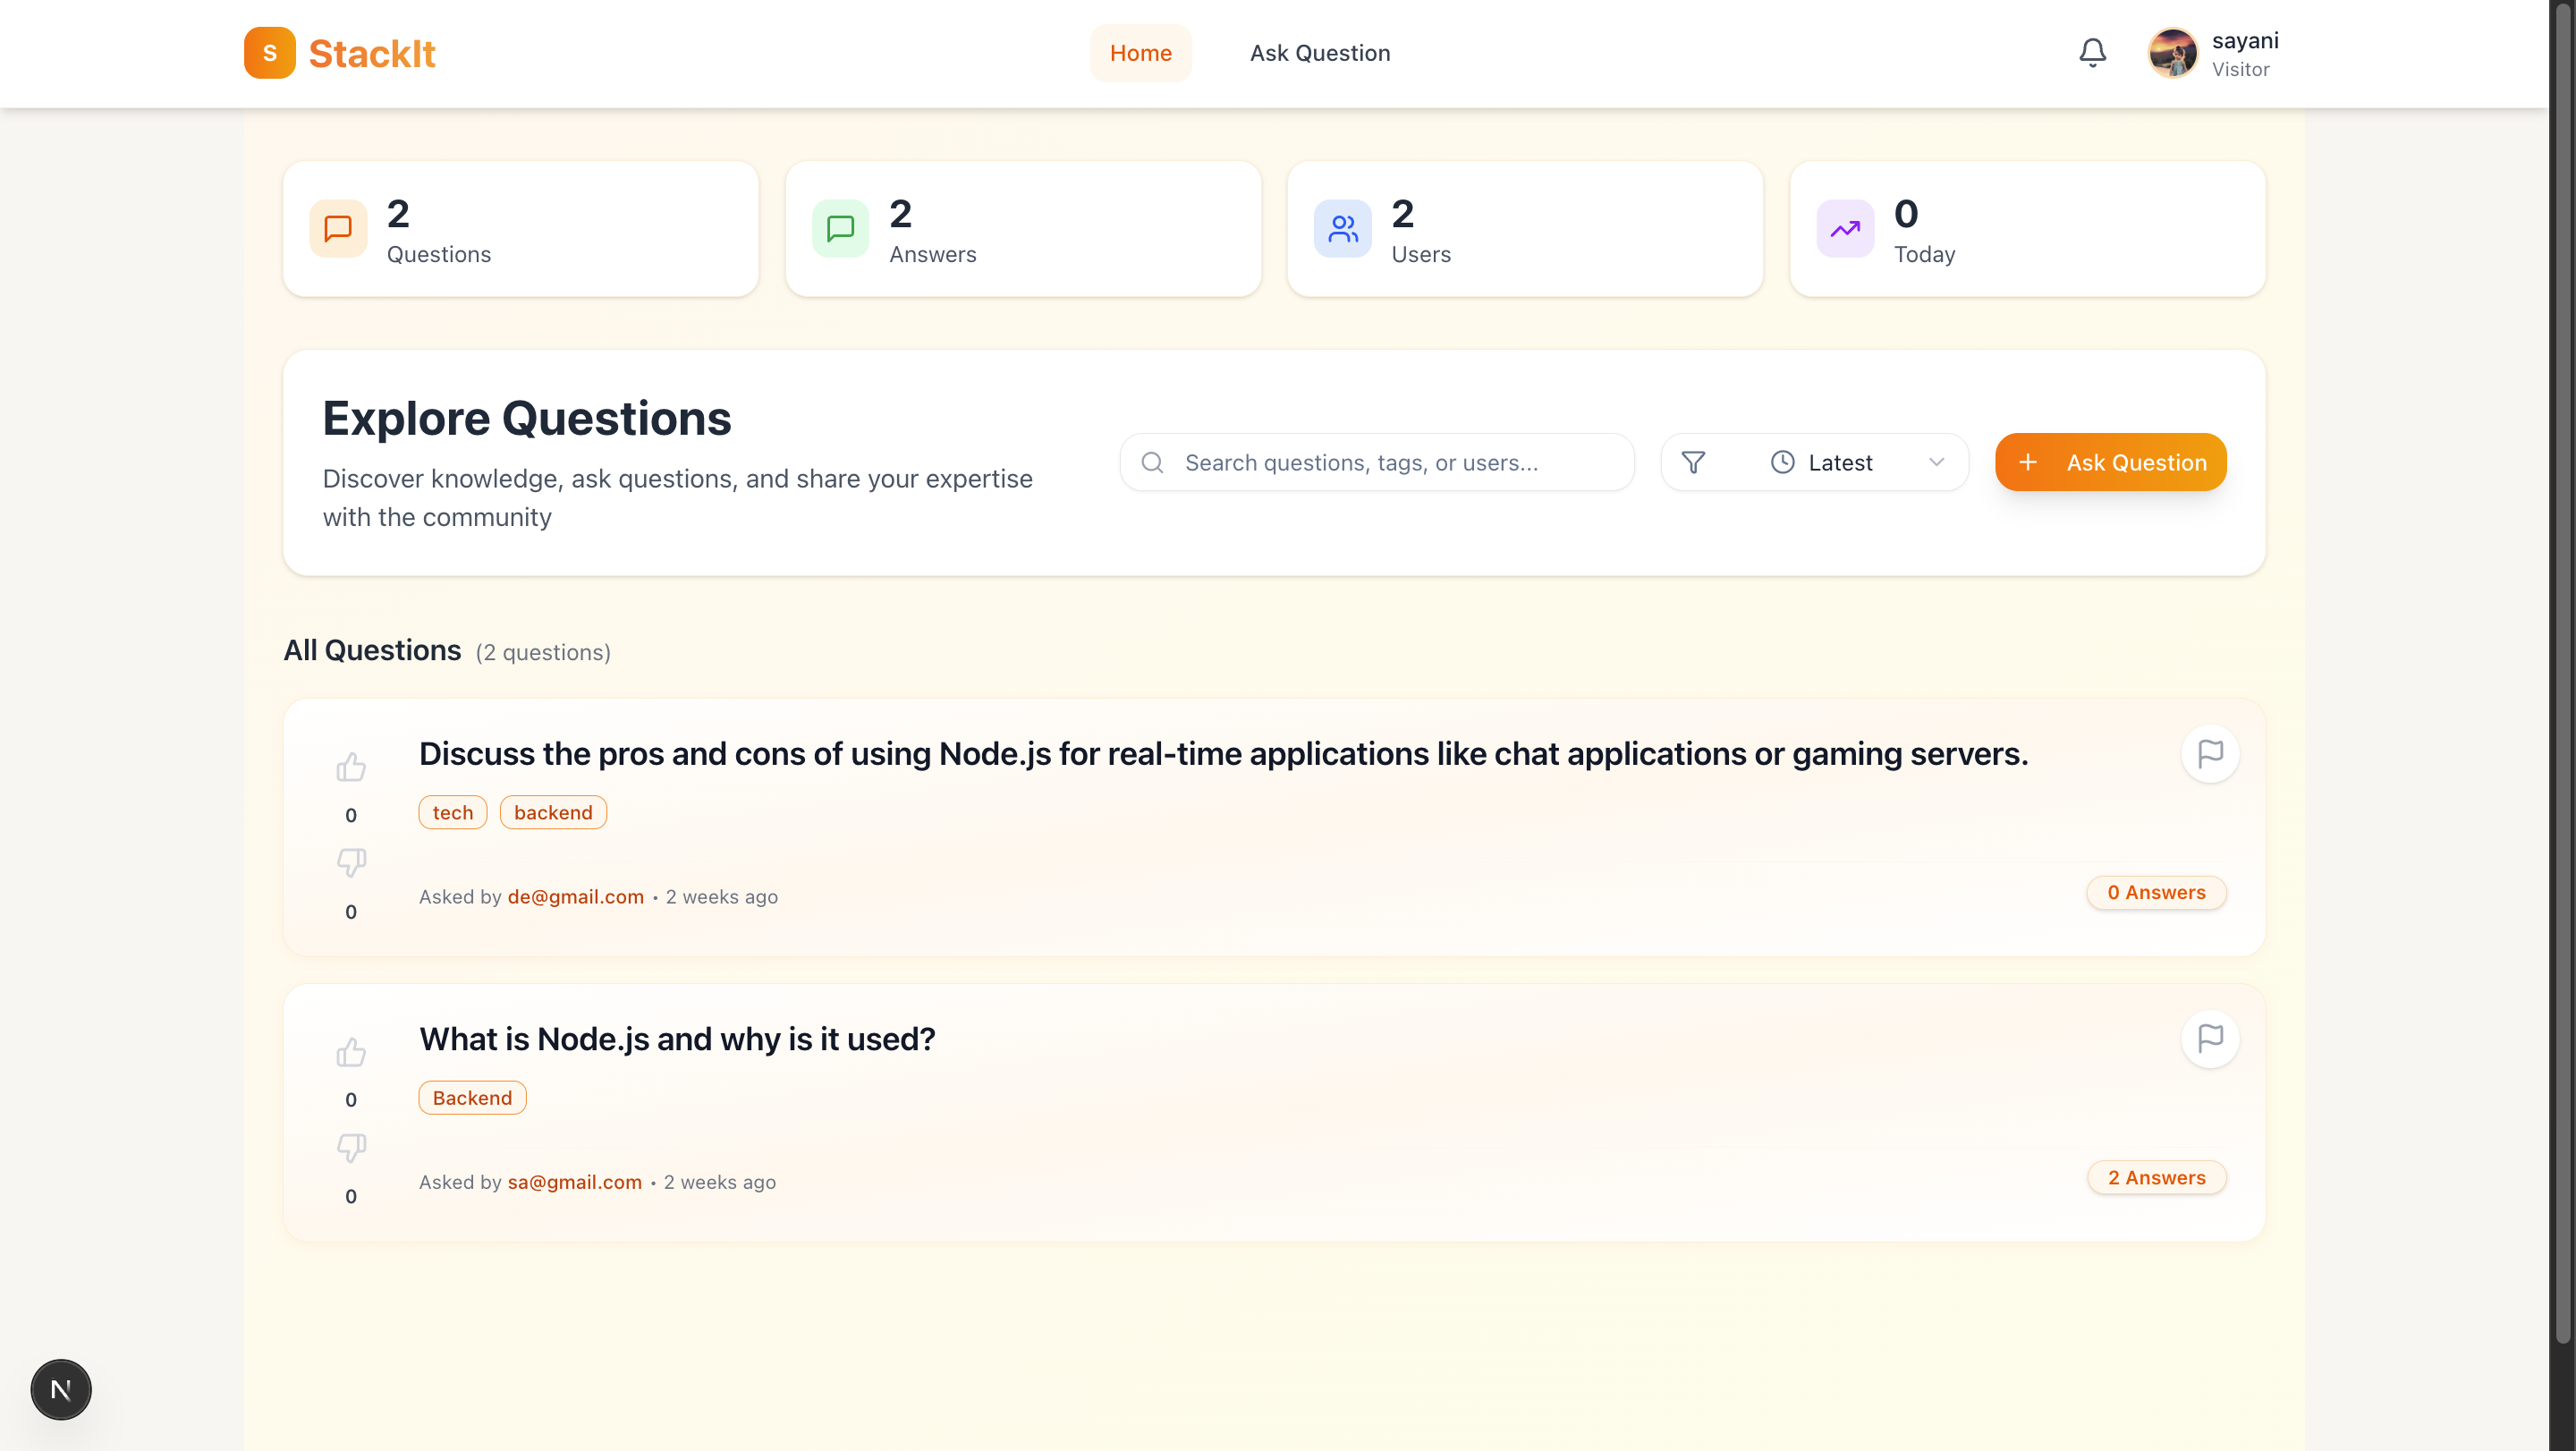 S StackIt
Home
Ask Question
sayani
Visitor
2
Questions
2
Answers
2
Users
0
Today
Explore Questions
Discover knowledge, ask questions, and share your expertise
with the community
Search questions, tags, or users...
Latest
Ask Question
All Questions (2 questions)
Discuss the pros and cons of using Node.js for real-time applications like chat applications or gaming servers.
0
tech backend
0
Asked by de@gmail.com • 2 weeks ago
0 Answers
What is Node.js and why is it used?
0
Backend
0
Asked by sa@gmail.com • 2 weeks ago
2 Answers
N